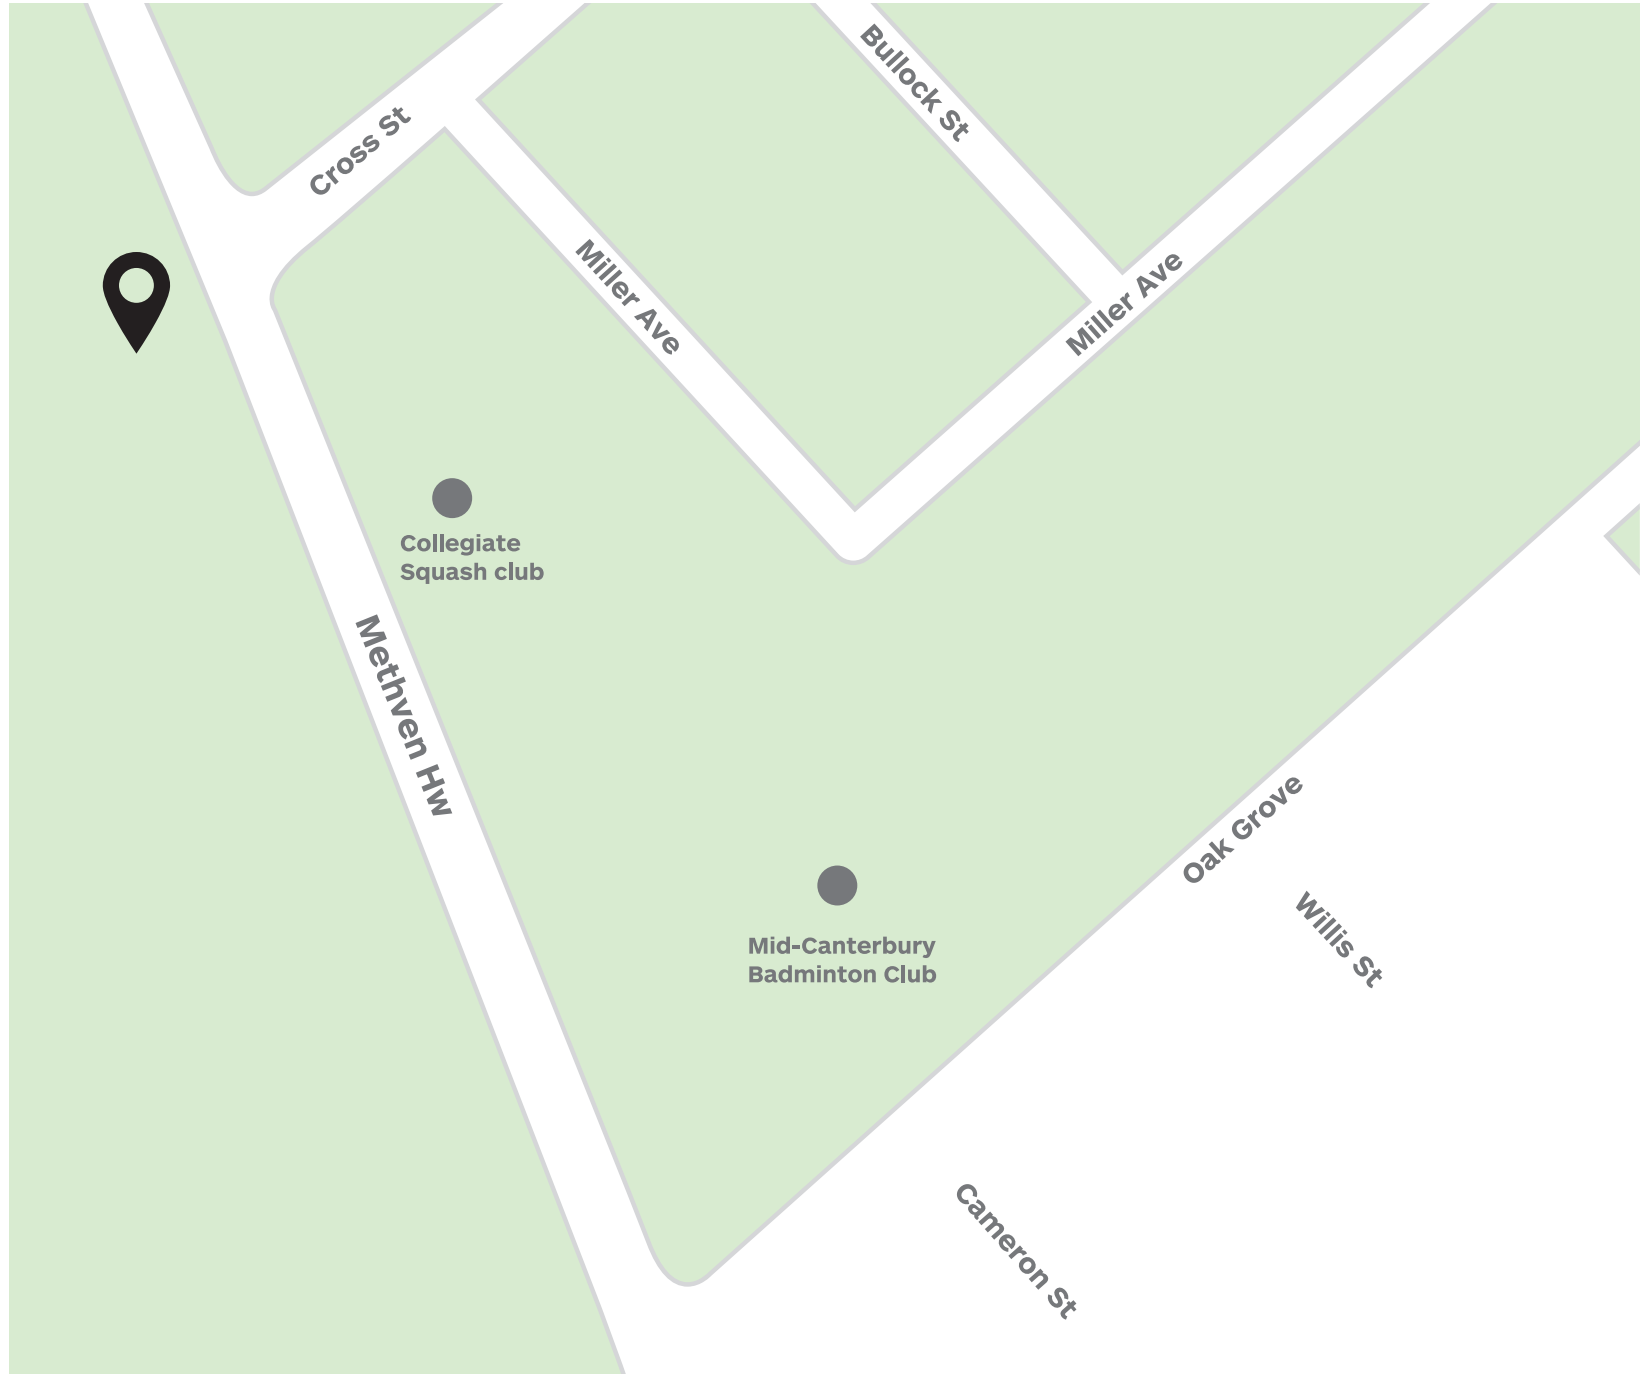 Bullock St
Cross St
Miller Ave
Miller Ave
Collegiate
Squash club
Methven Hw
Oak Grove
Willis St
Mid-Canterbury
Badminton Club
Cameron St